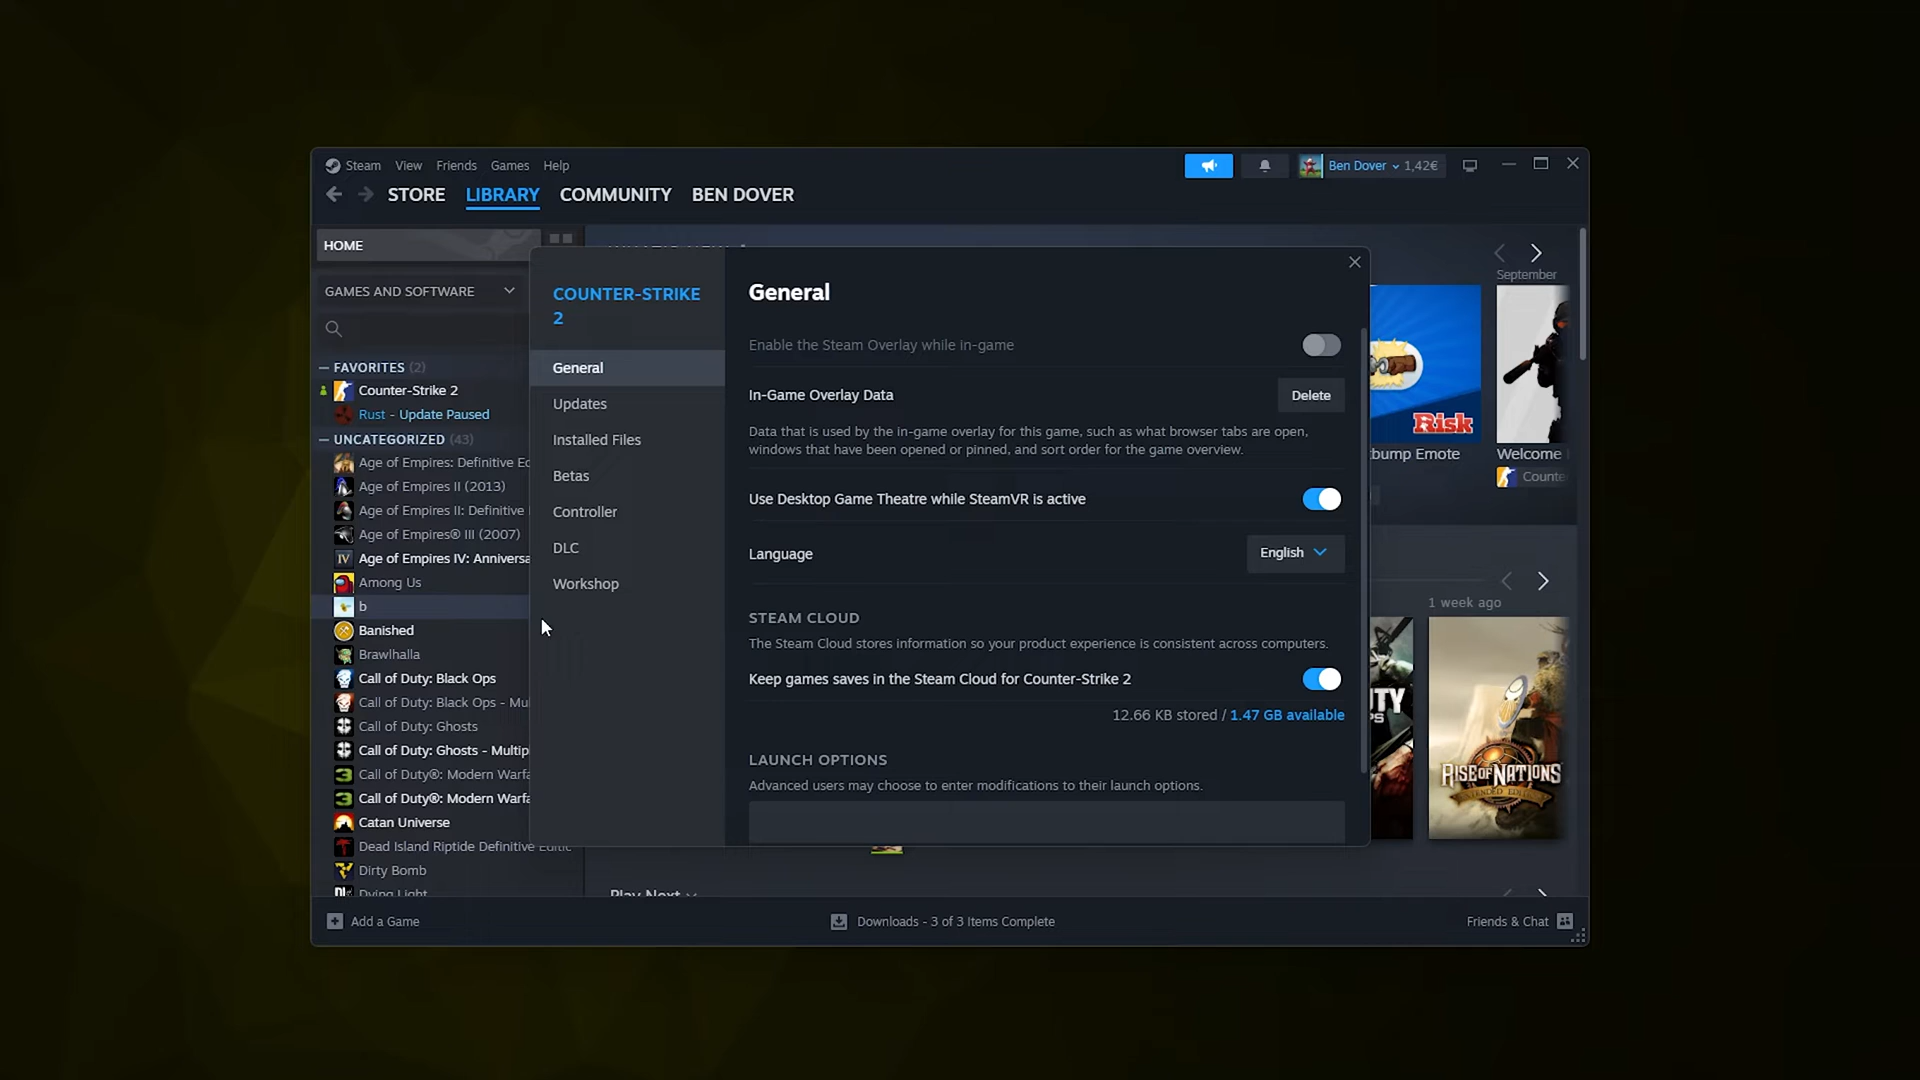 Steam View Friends Games Help
Ben Dover 1,42€
STORE LIBRARY COMMUNITY BEN DOVER
HOME
GAMES AND SOFTWARE
FAVORITES (2)
Counter-Strike 2
Rust - Update Paused
UNCATEGORIZED (43)
Age of Empires: Definitive Ec
Age of Empires II (2013)
Age of Empires II: Definitive
Age of Empires® III (2007)
Age of Empires IV: Anniversa
Among Us
b
Banished
Brawlhalla
Call of Duty: Black Ops
Call of Duty: Black Ops - Mu
Call of Duty: Ghosts
Call of Duty: Ghosts - Multip
Call of Duty®: Modern Warfa
Call of Duty®: Modern Warfa
Catan Universe
Dead Island Riptide Definitive Editic
Dirty Bomb
Dying Light
COUNTER-STRIKE
2
General
Updates
Installed Files
Betas
Controller
DLC
Workshop
General
Enable the Steam Overlay while in-game
In-Game Overlay Data
Delete
Data that is used by the in-game overlay for this game, such as what browser tabs are open,
windows that have been opened or pinned, and sort order for the game overview.
Use Desktop Game Theatre while SteamVR is active
Language
English
STEAM CLOUD
The Steam Cloud stores information so your product experience is consistent across computers.
Keep games saves in the Steam Cloud for Counter-Strike 2
12.66 KB stored / 1.47 GB available
LAUNCH OPTIONS
Advanced users may choose to enter modifications to their launch options.
September
RISK
bump Emote
Welcome
Counte
1 week ago
TY
PS
RISE OF NATIONS
EXTENDED EDITION
Play Next
Add a Game
Downloads - 3 of 3 Items Complete
Friends & Chat